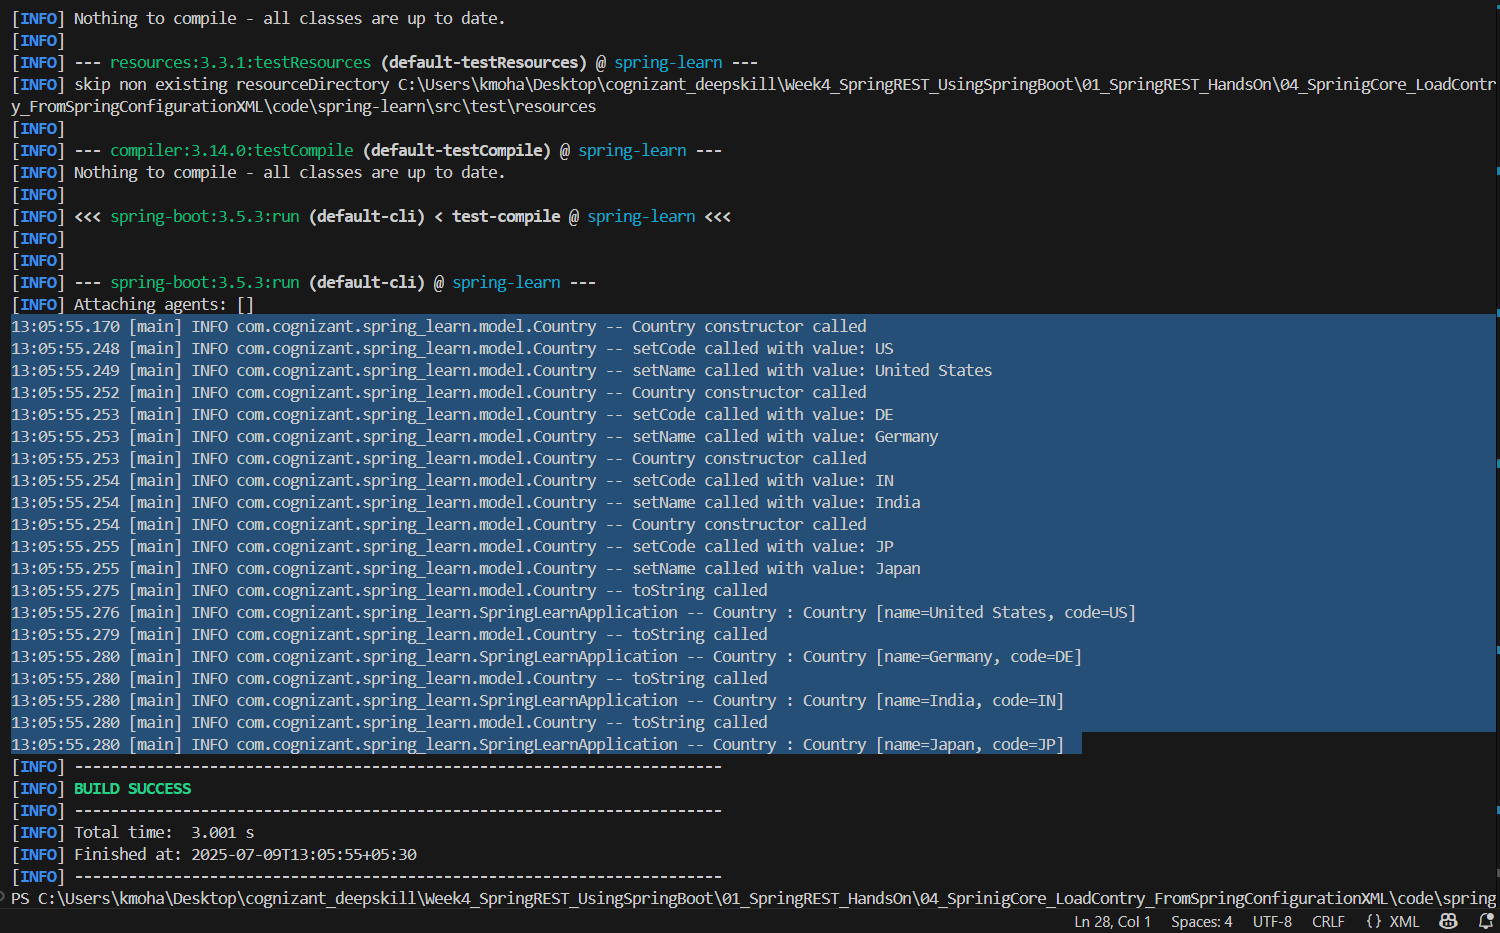 [INFO] Nothing to compile - all classes are up to date.
[INFO]
[INFO] --- resources:3.3.1:testResources (default-testResources) @ spring-learn ---
[INFO] skip non existing resourceDirectory C:\Users\kmoha\Desktop\cognizant_deepskill\Week4_SpringREST_UsingSpringBoot\01_SpringREST_HandsOn\04_SprinigCore_LoadContr
y_FromSpringConfigurationXML\code\spring-learn\src\test\resources
[INFO]
[INFO] --- compiler:3.14.0:testCompile (default-testCompile) @ spring-learn ---
[INFO] Nothing to compile - all classes are up to date.
[INFO]
[INFO] <<< spring-boot:3.5.3:run (default-cli) < test-compile @ spring-learn <<<
[INFO]
[INFO]
[INFO] --- spring-boot:3.5.3:run (default-cli) @ spring-learn ---
[INFO] Attaching agents: []
13:05:55.170 [main] INFO com.cognizant.spring_learn.model.Country -- Country constructor called
13:05:55.248 [main] INFO com.cognizant.spring_learn.model.Country -- setCode called with value: US
13:05:55.249 [main] INFO com.cognizant.spring_learn.model.Country -- setName called with value: United States
13:05:55.252 [main] INFO com.cognizant.spring_learn.model.Country -- Country constructor called
13:05:55.253 [main] INFO com.cognizant.spring_learn.model.Country -- setCode called with value: DE
13:05:55.253 [main] INFO com.cognizant.spring_learn.model.Country -- setName called with value: Germany
13:05:55.253 [main] INFO com.cognizant.spring_learn.model.Country -- Country constructor called
13:05:55.254 [main] INFO com.cognizant.spring_learn.model.Country -- setCode called with value: IN
13:05:55.254 [main] INFO com.cognizant.spring_learn.model.Country -- setName called with value: India
13:05:55.254 [main] INFO com.cognizant.spring_learn.model.Country -- Country constructor called
13:05:55.255 [main] INFO com.cognizant.spring_learn.model.Country -- setCode called with value: JP
13:05:55.255 [main] INFO com.cognizant.spring_learn.model.Country -- setName called with value: Japan
13:05:55.275 [main] INFO com.cognizant.spring_learn.model.Country -- toString called
13:05:55.276 [main] INFO com.cognizant.spring_learn.SpringLearnApplication -- Country : Country [name=United States, code=US]
13:05:55.279 [main] INFO com.cognizant.spring_learn.model.Country -- toString called
13:05:55.280 [main] INFO com.cognizant.spring_learn.SpringLearnApplication -- Country : Country [name=Germany, code=DE]
13:05:55.280 [main] INFO com.cognizant.spring_learn.model.Country -- toString called
13:05:55.280 [main] INFO com.cognizant.spring_learn.SpringLearnApplication -- Country : Country [name=India, code=IN]
13:05:55.280 [main] INFO com.cognizant.spring_learn.model.Country -- toString called
13:05:55.280 [main] INFO com.cognizant.spring_learn.SpringLearnApplication -- Country : Country [name=Japan, code=JP]
[INFO] ------------------------------------------------------------------------
[INFO] BUILD SUCCESS
[INFO] ------------------------------------------------------------------------
[INFO] Total time:  3.001 s
[INFO] Finished at: 2025-07-09T13:05:55+05:30
[INFO] ------------------------------------------------------------------------
PS C:\Users\kmoha\Desktop\cognizant_deepskill\Week4_SpringREST_UsingSpringBoot\01_SpringREST_HandsOn\04_SprinigCore_LoadContry_FromSpringConfigurationXML\code\spring
Ln 28, Col 1 Spaces: 4 UTF-8 CRLF {} XML